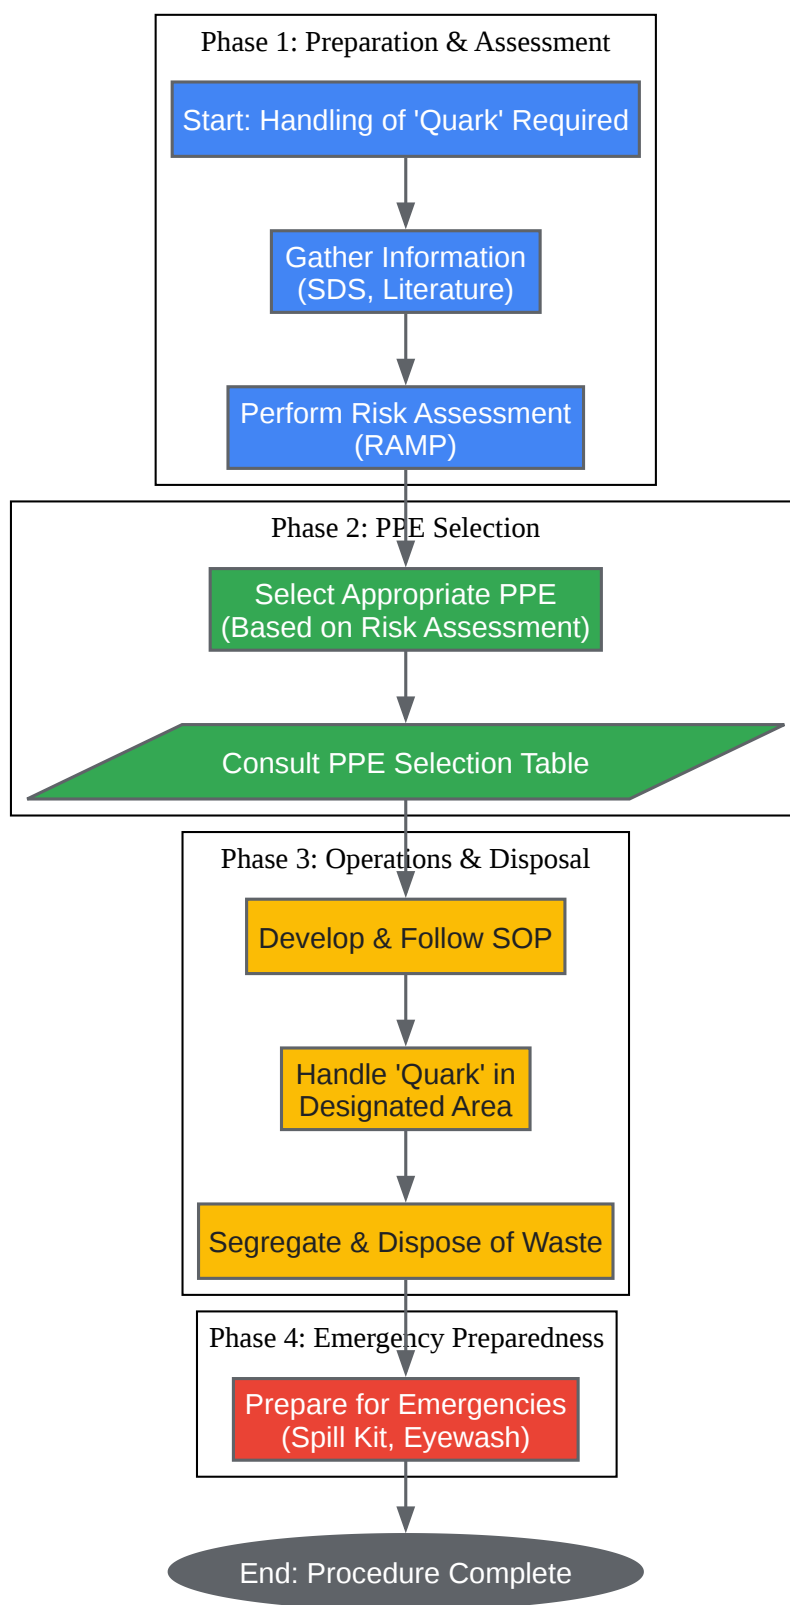 Phase 1: Preparation & Assessment
Start: Handling of 'Quark' Required
Gather Information
(SDS, Literature)
Perform Risk Assessment
(RAMP)
Phase 2: PPE Selection
Select Appropriate PPE
(Based on Risk Assessment)
Consult PPE Selection Table
Phase 3: Operations & Disposal
Develop & Follow SOP
Handle 'Quark' in
Designated Area
Segregate & Dispose of Waste
Phase 4: Emergency Preparedness
Prepare for Emergencies
(Spill Kit, Eyewash)
End: Procedure Complete